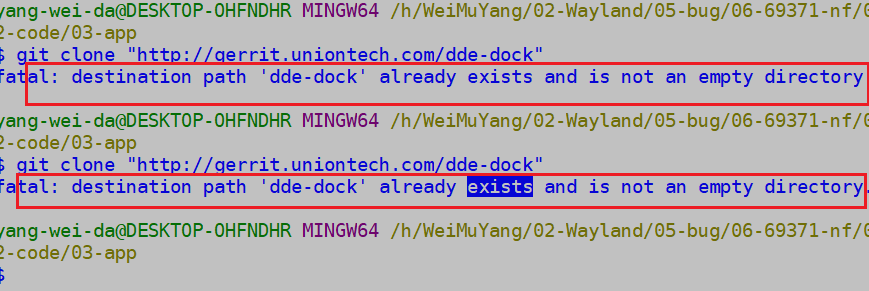 yang-wei-da@DESKTOP-OHFNDHR MINGW64 /h/WeiMuYang/02-Wayland/05-bug/06-69371-nf/0
2-code/03-app
$ git clone "http://gerrit.uniontech.com/dde-dock"
fatal: destination path 'dde-dock' already exists and is not an empty directory
yang-wei-da@DESKTOP-OHFNDHR MINGW64 /h/WeiMuYang/02-Wayland/05-bug/06-69371-nf/0
2-code/03-app
$ git clone "http://gerrit.uniontech.com/dde-dock"
fatal: destination path 'dde-dock' already exists and is not an empty directory.
yang-wei-da@DESKTOP-OHFNDHR MINGW64 /h/WeiMuYang/02-Wayland/05-bug/06-69371-nf/0
2-code/03-app
$